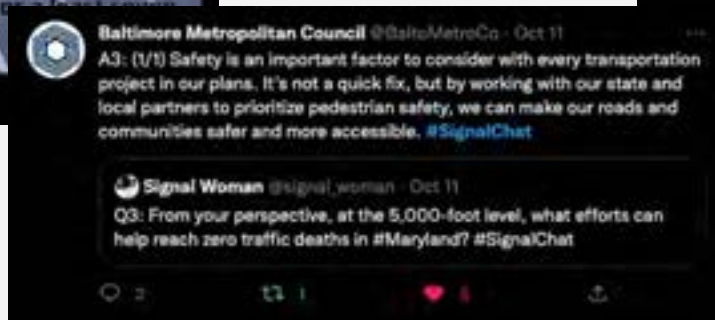 Baltimore Metropolitan Council @BaltoMetroCo · Oct 11
A3: (1/1) Safety is an important factor to consider with every transportation
project in our plans. It's not a quick fix, but by working with our state and
local partners to prioritize pedestrian safety, we can make our roads and
communities safer and more accessible. #SignalChat
Signal Woman @signal_woman · Oct 11
Q3: From your perspective, at the 5,000-foot level, what efforts can
help reach zero traffic deaths in #Maryland? #SignalChat
1